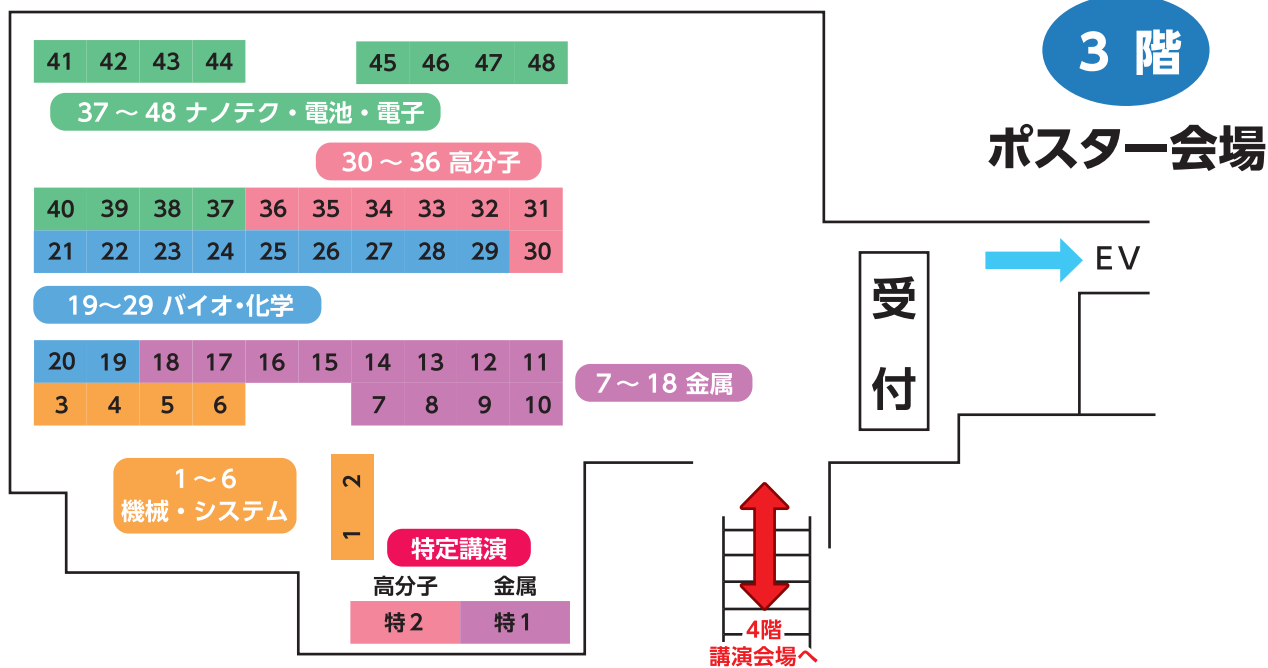 3 階
ポスター会場
41 42 43 44 45 46 47 48
37 ~ 48 ナノテク・電池・電子
30 ~ 36 高分子
40 39 38 37 36 35 34 33 32 31
21 22 23 24 25 26 27 28 29 30
19~29 バイオ・化学
20 19 18 17 16 15 14 13 12 11
3 4 5 6 7 8 9 10
7 ~ 18 金属
1 ~ 6
機械・システム
2
1
特定講演
高分子 金属
特2 特1
受付
EV
4階
講演会場へ